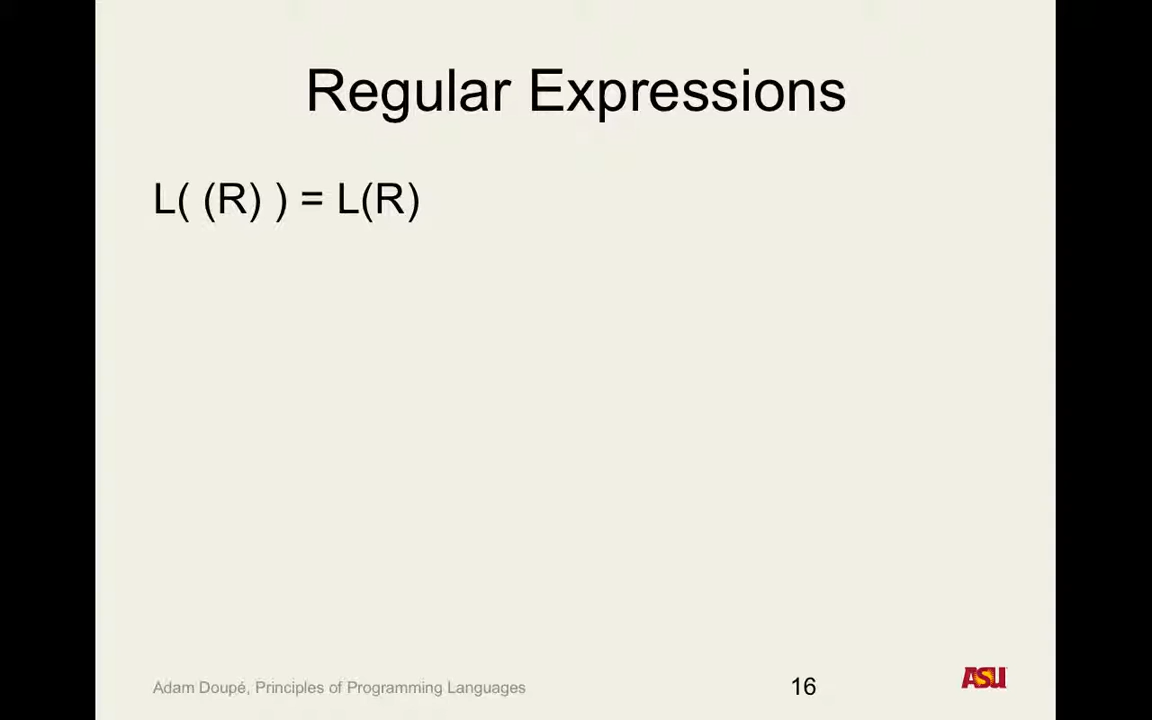 Regular Expressions
L( (R) ) = L(R)
Adam Doupé, Principles of Programming Languages
16
ASU